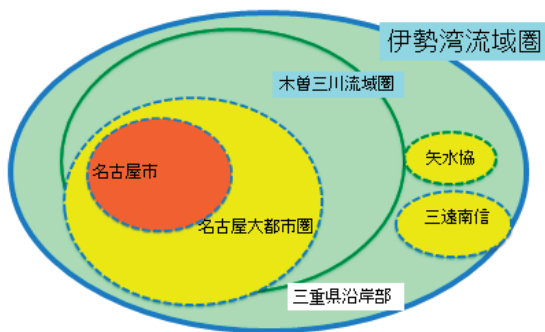 伊勢湾流域圏
木曽三川流域圏
矢水協
名古屋市
三遠南信
名古屋大都市圏
三重県沿岸部